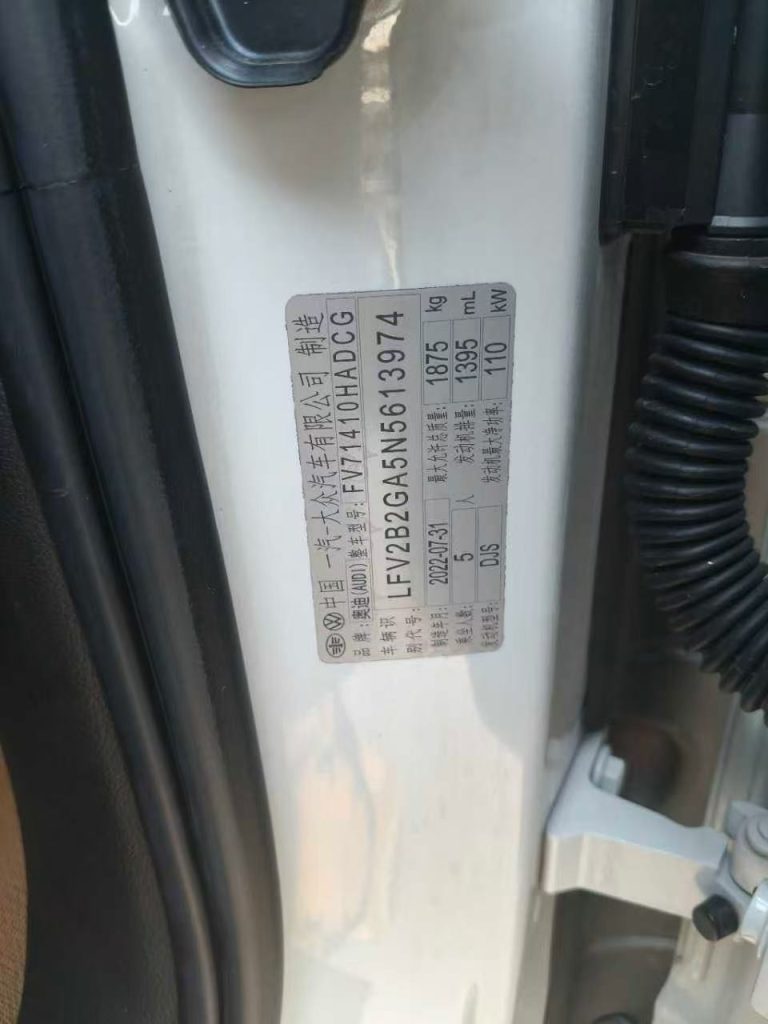 中国 一汽-大众汽车有限公司 制造
品牌:奥迪(AUDI) 整车型号:FV71410HADCG
车辆识别代号: LFV2B2GA5N5613974
制造年月: 2022-07-31 最大允许总质量: 1875 kg
乘坐人数: 5 人 发动机排量: 1395 mL
发动机型号: DJS 发动机最大净功率: 110 kW